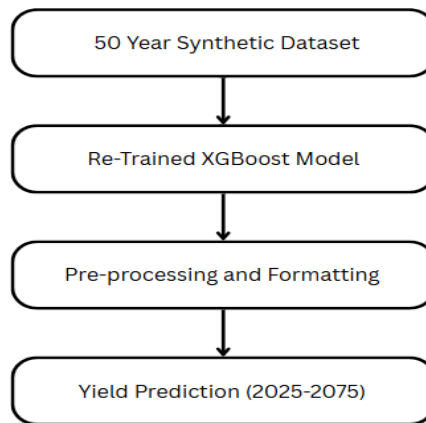 50 Year Synthetic Dataset
Re-Trained XGBoost Model
Pre-processing and Formatting
Yield Prediction (2025-2075)